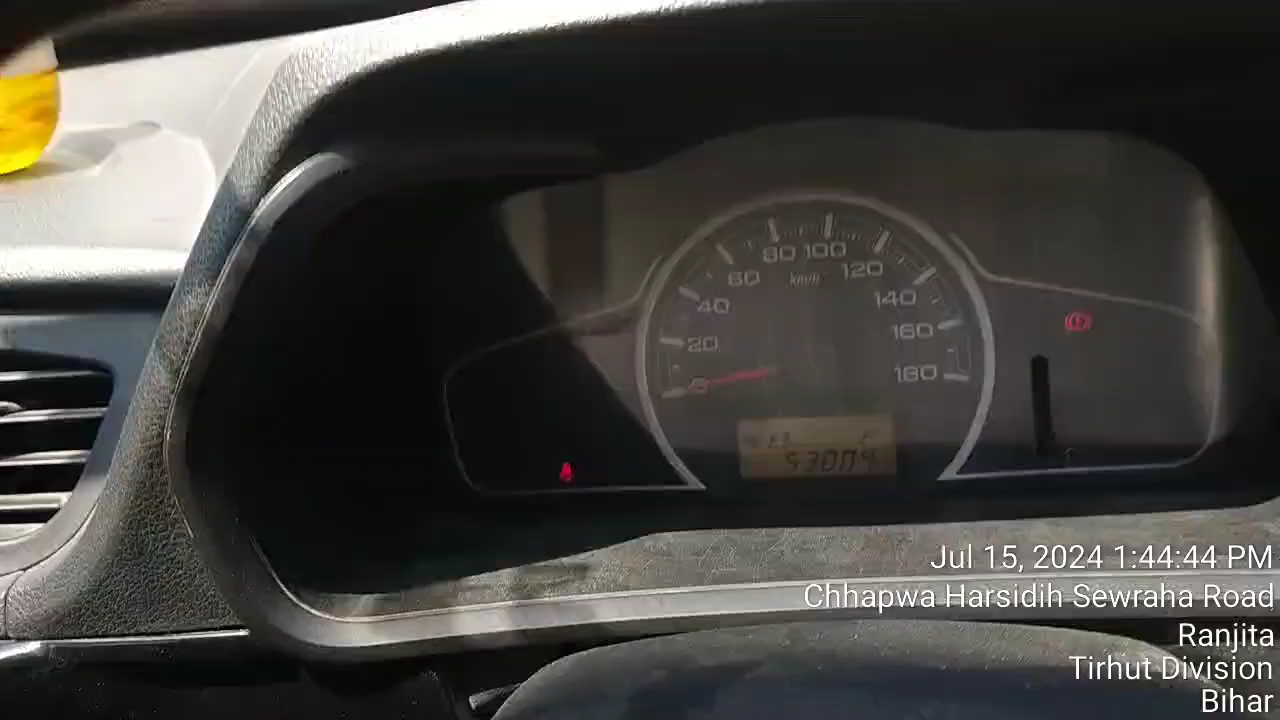 80 100
60
km/h
120
40
140
160
20
180
0
Jul 15, 2024 1:44:44 PM
Chhapwa Harsidih Sewraha Road
Ranjita
Tirhut Division
Bihar